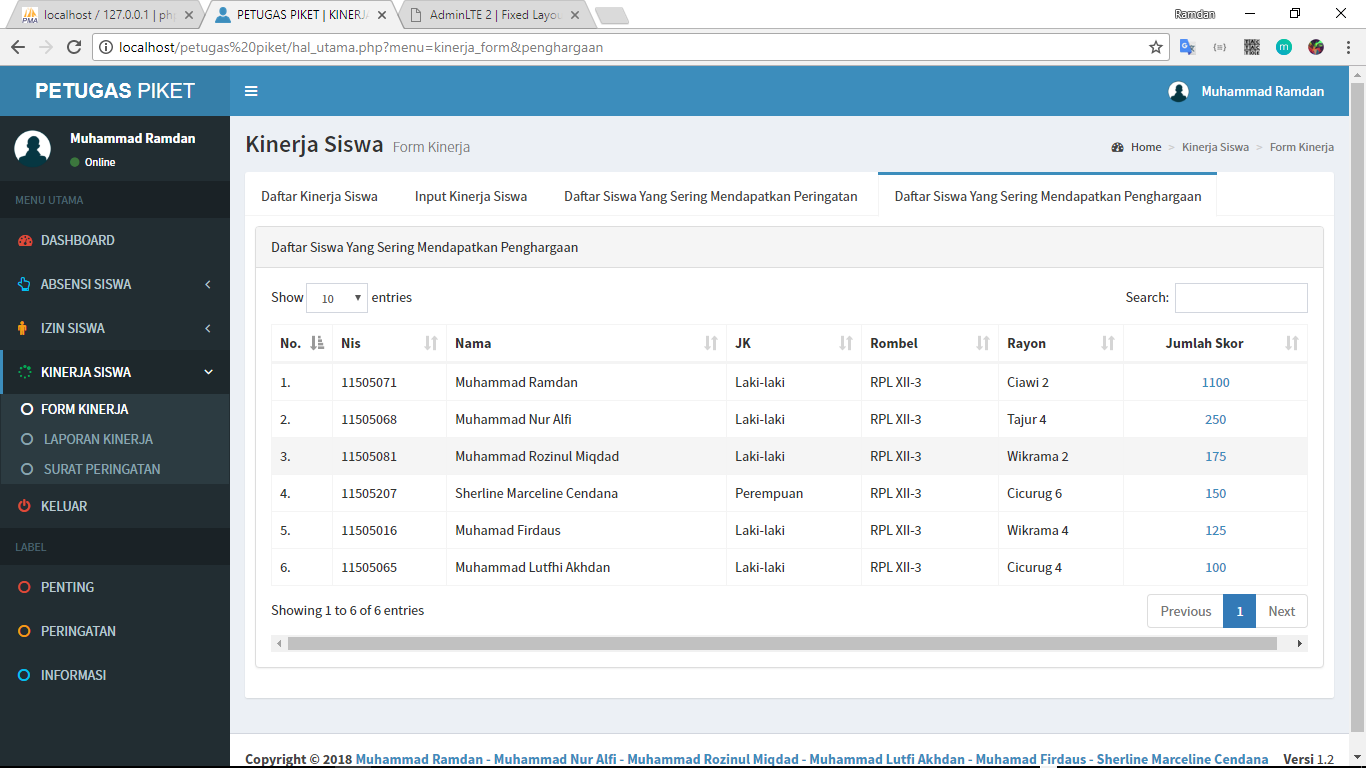 localhost / 127.0.0.1 | ph
PETUGAS PIKET | KINERJ
AdminLTE 2 | Fixed Layou
Ramdan
localhost/petugas%20piket/hal_utama.php?menu=kinerja_form&penghargaan
PETUGAS PIKET
Muhammad Ramdan
Muhammad Ramdan
Online
MENU UTAMA
DASHBOARD
ABSENSI SISWA
IZIN SISWA
KINERJA SISWA
FORM KINERJA
LAPORAN KINERJA
SURAT PERINGATAN
KELUAR
LABEL
PENTING
PERINGATAN
INFORMASI
Kinerja Siswa Form Kinerja
Home > Kinerja Siswa > Form Kinerja
Daftar Kinerja Siswa Input Kinerja Siswa Daftar Siswa Yang Sering Mendapatkan Peringatan Daftar Siswa Yang Sering Mendapatkan Penghargaan
Daftar Siswa Yang Sering Mendapatkan Penghargaan
Show 10 entries Search:
No. Nis Nama JK Rombel Rayon Jumlah Skor
1. 11505071 Muhammad Ramdan Laki-laki RPL XII-3 Ciawi 2 1100
2. 11505068 Muhammad Nur Alfi Laki-laki RPL XII-3 Tajur 4 250
3. 11505081 Muhammad Rozinul Miqdad Laki-laki RPL XII-3 Wikrama 2 175
4. 11505207 Sherline Marceline Cendana Perempuan RPL XII-3 Cicurug 6 150
5. 11505016 Muhamad Firdaus Laki-laki RPL XII-3 Wikrama 4 125
6. 11505065 Muhammad Lutfhi Akhdan Laki-laki RPL XII-3 Cicurug 4 100
Showing 1 to 6 of 6 entries Previous 1 Next
Copyright © 2018 Muhammad Ramdan - Muhammad Nur Alfi - Muhammad Rozinul Miqdad - Muhammad Lutfi Akhdan - Muhamad Firdaus - Sherline Marceline Cendana Versi 1.2